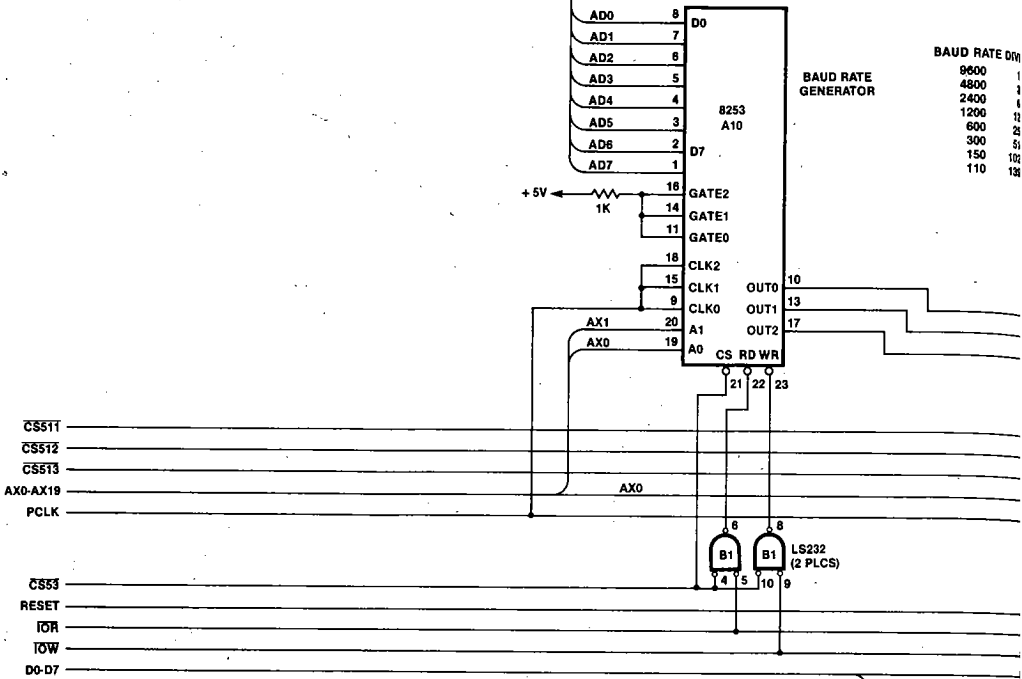 AD0 8 D0
AD1 7
AD2 6
AD3 5
AD4 4
AD5 3
AD6 2 D7
AD7 1
8253
A10
BAUD RATE
GENERATOR
BAUD RATE
9600
4800
2400
1200
600
300
150
110
+5V
1K
16 GATE2
14 GATE1
11 GATE0
18 CLK2
15 CLK1
9 CLK0
AX1 20 A1
AX0 19 A0
OUT0 10
OUT1 13
OUT2 17
CS RD WR
21 22 23
CS511
CS512
CS513
AX0-AX19
AX0
PCLK
6 8
B1 B1
LS232
(2 PLCS)
4 5 10 9
CS53
RESET
IOR
IOW
D0-D7